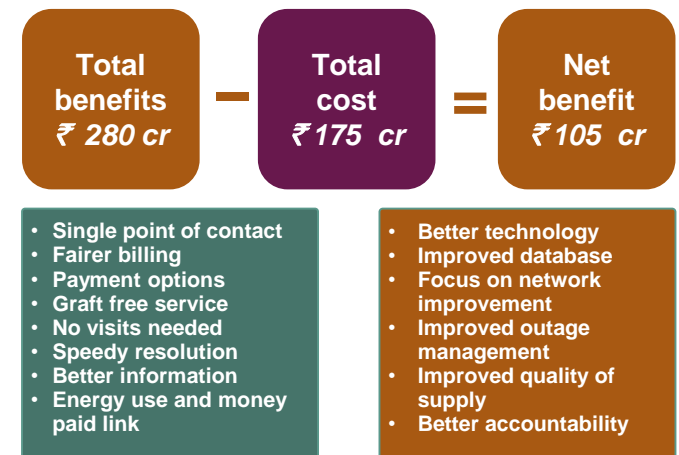 Total
benefits
₹ 280 cr
−
Total
cost
₹ 175 cr
=
Net
benefit
₹ 105 cr
• Single point of contact
• Fairer billing
• Payment options
• Graft free service
• No visits needed
• Speedy resolution
• Better information
• Energy use and money
paid link
• Better technology
• Improved database
• Focus on network
improvement
• Improved outage
management
• Improved quality of
supply
• Better accountability